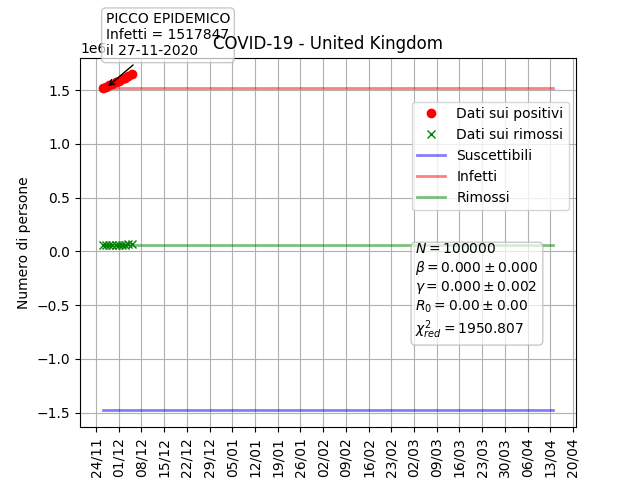 PICCO EPIDEMICO
Infetti = 1517847
il 27-11-2020
1e6
COVID-19 - United Kingdom
Numero di persone
1.5
1.0
0.5
0.0
−0.5
−1.0
−1.5
Dati sui positivi
Dati sui rimossi
Suscettibili
Infetti
Rimossi
N = 100000
β = 0.000 ± 0.000
γ = 0.000 ± 0.002
R₀ = 0.00 ± 0.00
χ²red = 1950.807
24/11
01/12
08/12
15/12
22/12
29/12
05/01
12/01
19/01
26/01
02/02
09/02
16/02
23/02
02/03
09/03
16/03
23/03
30/03
06/04
13/04
20/04